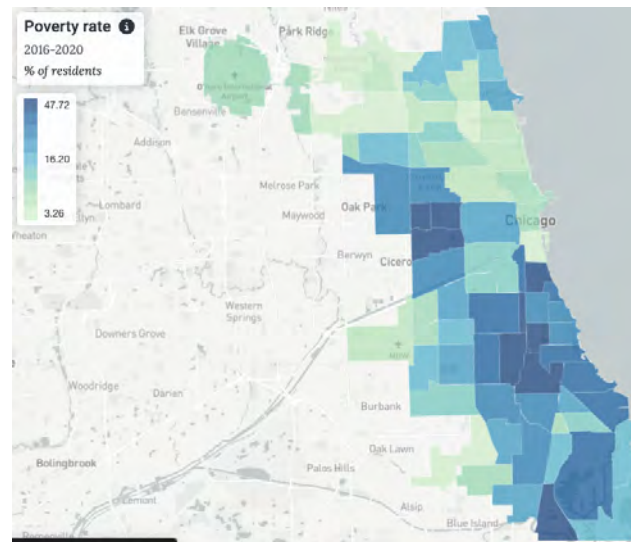 Poverty rate
2016-2020
% of residents
47.72
16.20
3.26
Elk Grove
Village
Park Ridge
Bensenville
Addison
Melrose Park
Lombard
Maywood
Oak Park
Chicago
Wheaton
Berwyn
Cicero
Western
Springs
Downers Grove
Woodridge
Darien
Burbank
Oak Lawn
Bolingbrook
Palos Hills
Lemont
Alsip
Blue Island